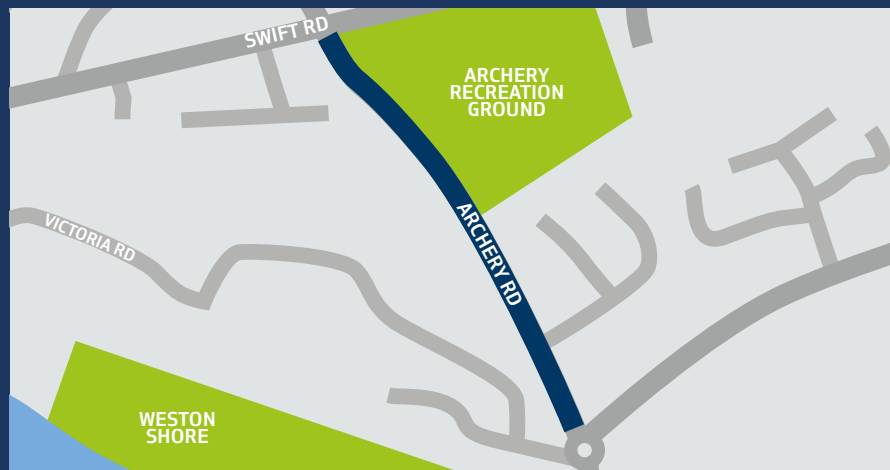 SWIFT RD
ARCHERY
RECREATION
GROUND
VICTORIA RD
ARCHERY RD
WESTON
SHORE